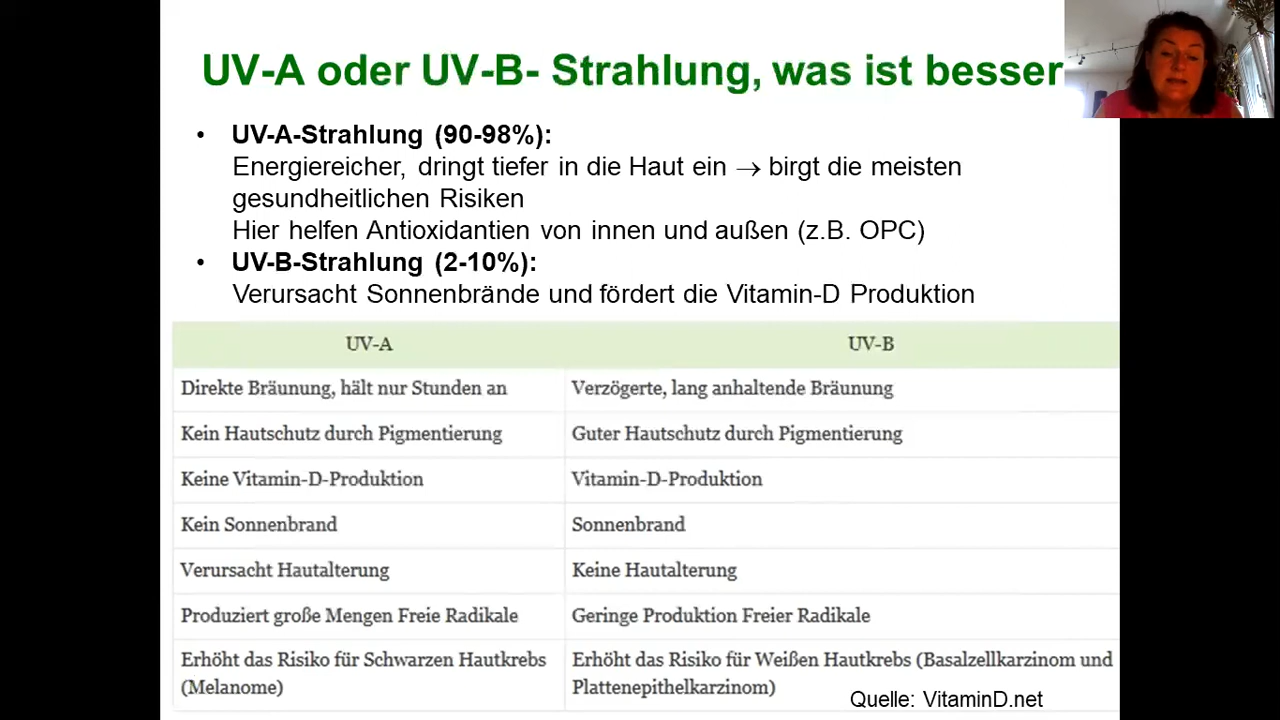 UV-A oder UV-B- Strahlung, was ist besser
• UV-A-Strahlung (90-98%):
Energiereicher, dringt tiefer in die Haut ein → birgt die meisten
gesundheitlichen Risiken
Hier helfen Antioxidantien von innen und außen (z.B. OPC)
• UV-B-Strahlung (2-10%):
Verursacht Sonnenbrände und fördert die Vitamin-D Produktion
UV-A UV-B
Direkte Bräunung, hält nur Stunden an Verzögerte, lang anhaltende Bräunung
Kein Hautschutz durch Pigmentierung Guter Hautschutz durch Pigmentierung
Keine Vitamin-D-Produktion Vitamin-D-Produktion
Kein Sonnenbrand Sonnenbrand
Verursacht Hautalterung Keine Hautalterung
Produziert große Mengen Freie Radikale Geringe Produktion Freier Radikale
Erhöht das Risiko für Schwarzen Hautkrebs Erhöht das Risiko für Weißen Hautkrebs (Basalzellkarzinom und
(Melanome) Plattenepithelkarzinom)
Quelle: VitaminD.net